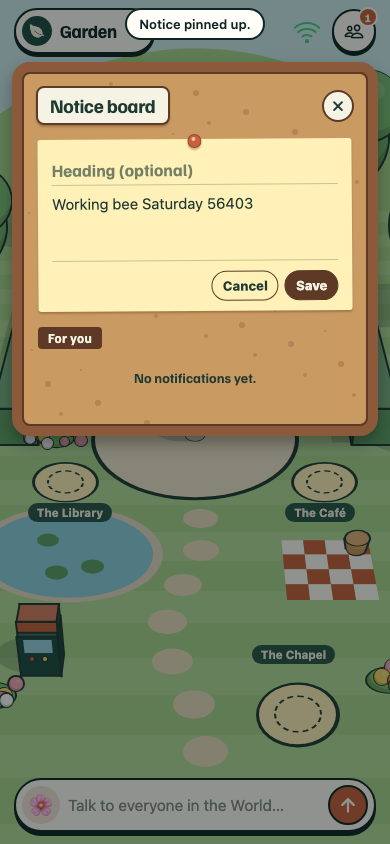 Garden
Notice pinned up.
1
Notice board
Heading (optional)
Working bee Saturday 56403
Cancel
Save
For you
No notifications yet.
The Library
The Café
The Chapel
Talk to everyone in the World...